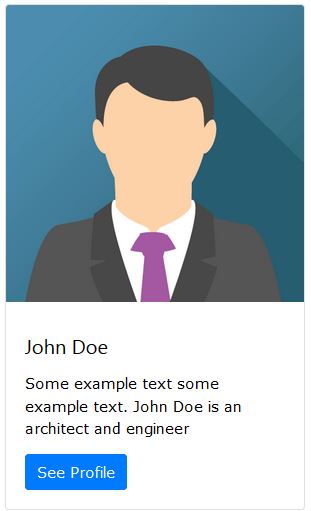 John Doe
Some example text some
example text. John Doe is an
architect and engineer
See Profile